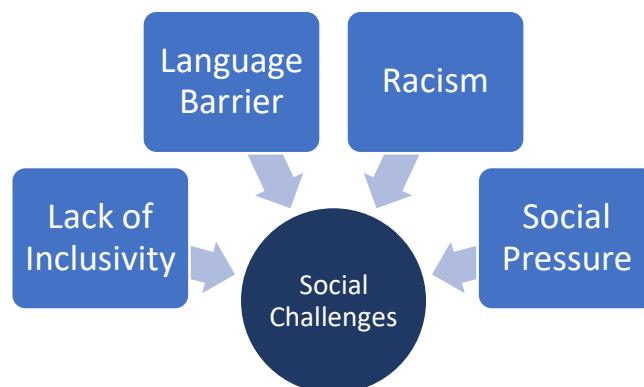 Language
Barrier
Racism
Lack of
Inclusivity
Social
Pressure
Social
Challenges